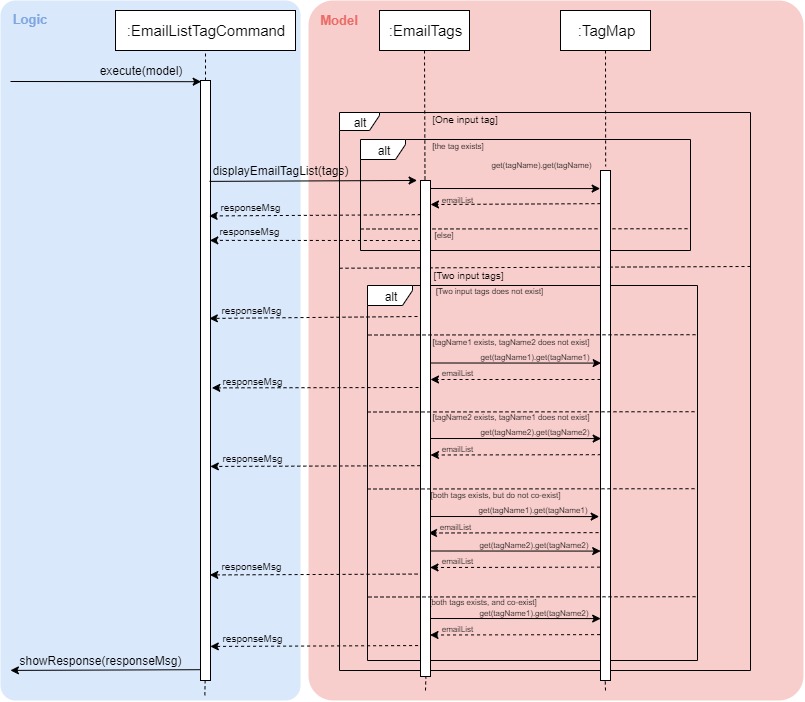 Logic
Model
:EmailListTagCommand
:EmailTags
:TagMap
execute(model)
alt
[One input tag]
alt
[the tag exists]
get(tagName).get(tagName)
displayEmailTagList(tags)
emailList
responseMsg
responseMsg
[else]
[Two input tags]
alt
[Two input tags does not exist]
responseMsg
[tagName1 exists, tagName2 does not exist]
get(tagName1).get(tagName1)
emailList
responseMsg
[tagName2 exists, tagName1 does not exist]
get(tagName2).get(tagName2)
emailList
responseMsg
[both tags exists, but do not co-exist]
get(tagName1).get(tagName1)
emailList
get(tagName2).get(tagName2)
emailList
responseMsg
both tags exists, and co-exist]
get(tagName1).get(tagName2)
emailList
responseMsg
showResponse(responseMsg)